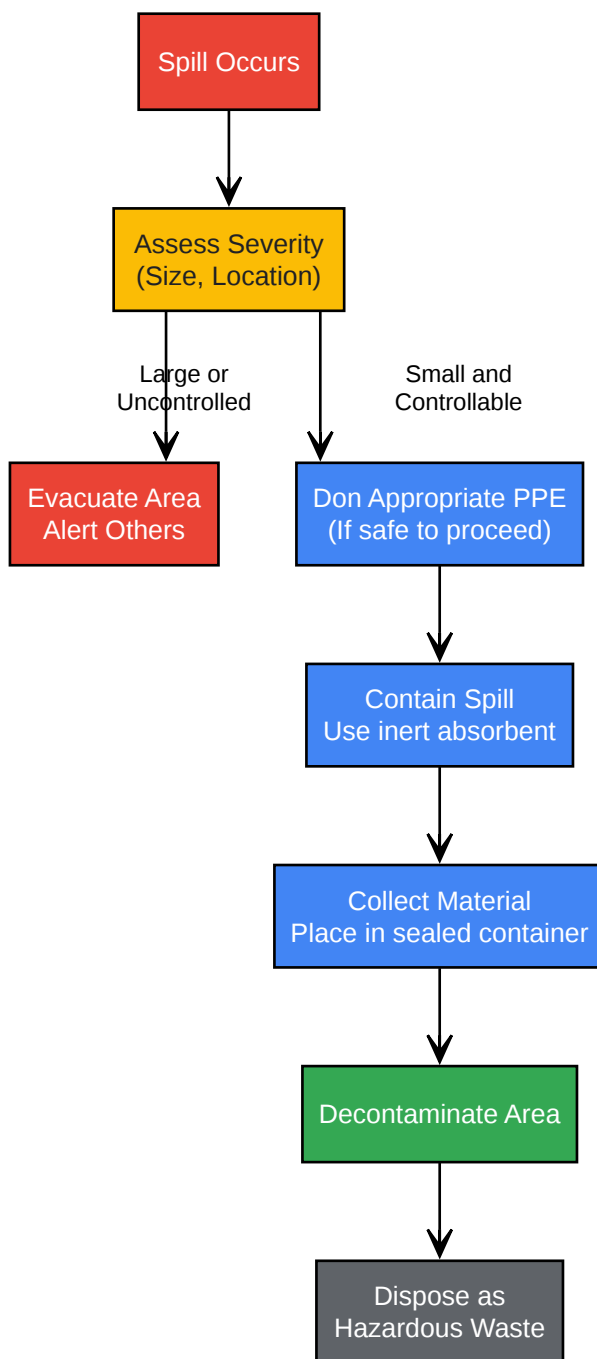 Spill Occurs
Assess Severity
(Size, Location)
Large or
Uncontrolled
Small and
Controllable
Evacuate Area
Alert Others
Don Appropriate PPE
(If safe to proceed)
Contain Spill
Use inert absorbent
Collect Material
Place in sealed container
Decontaminate Area
Dispose as
Hazardous Waste